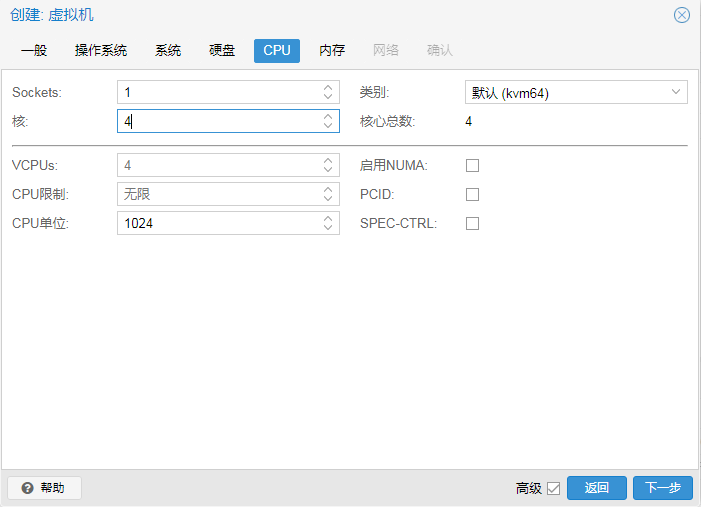 创建: 虚拟机
一般 操作系统 系统 硬盘 CPU 内存 网络 确认
Sockets: 1 类别: 默认 (kvm64)
核: 4 核心总数: 4
VCPUs: 4 启用NUMA:
CPU限制: 无限 PCID:
CPU单位: 1024 SPEC-CTRL:
帮助 高级 返回 下一步